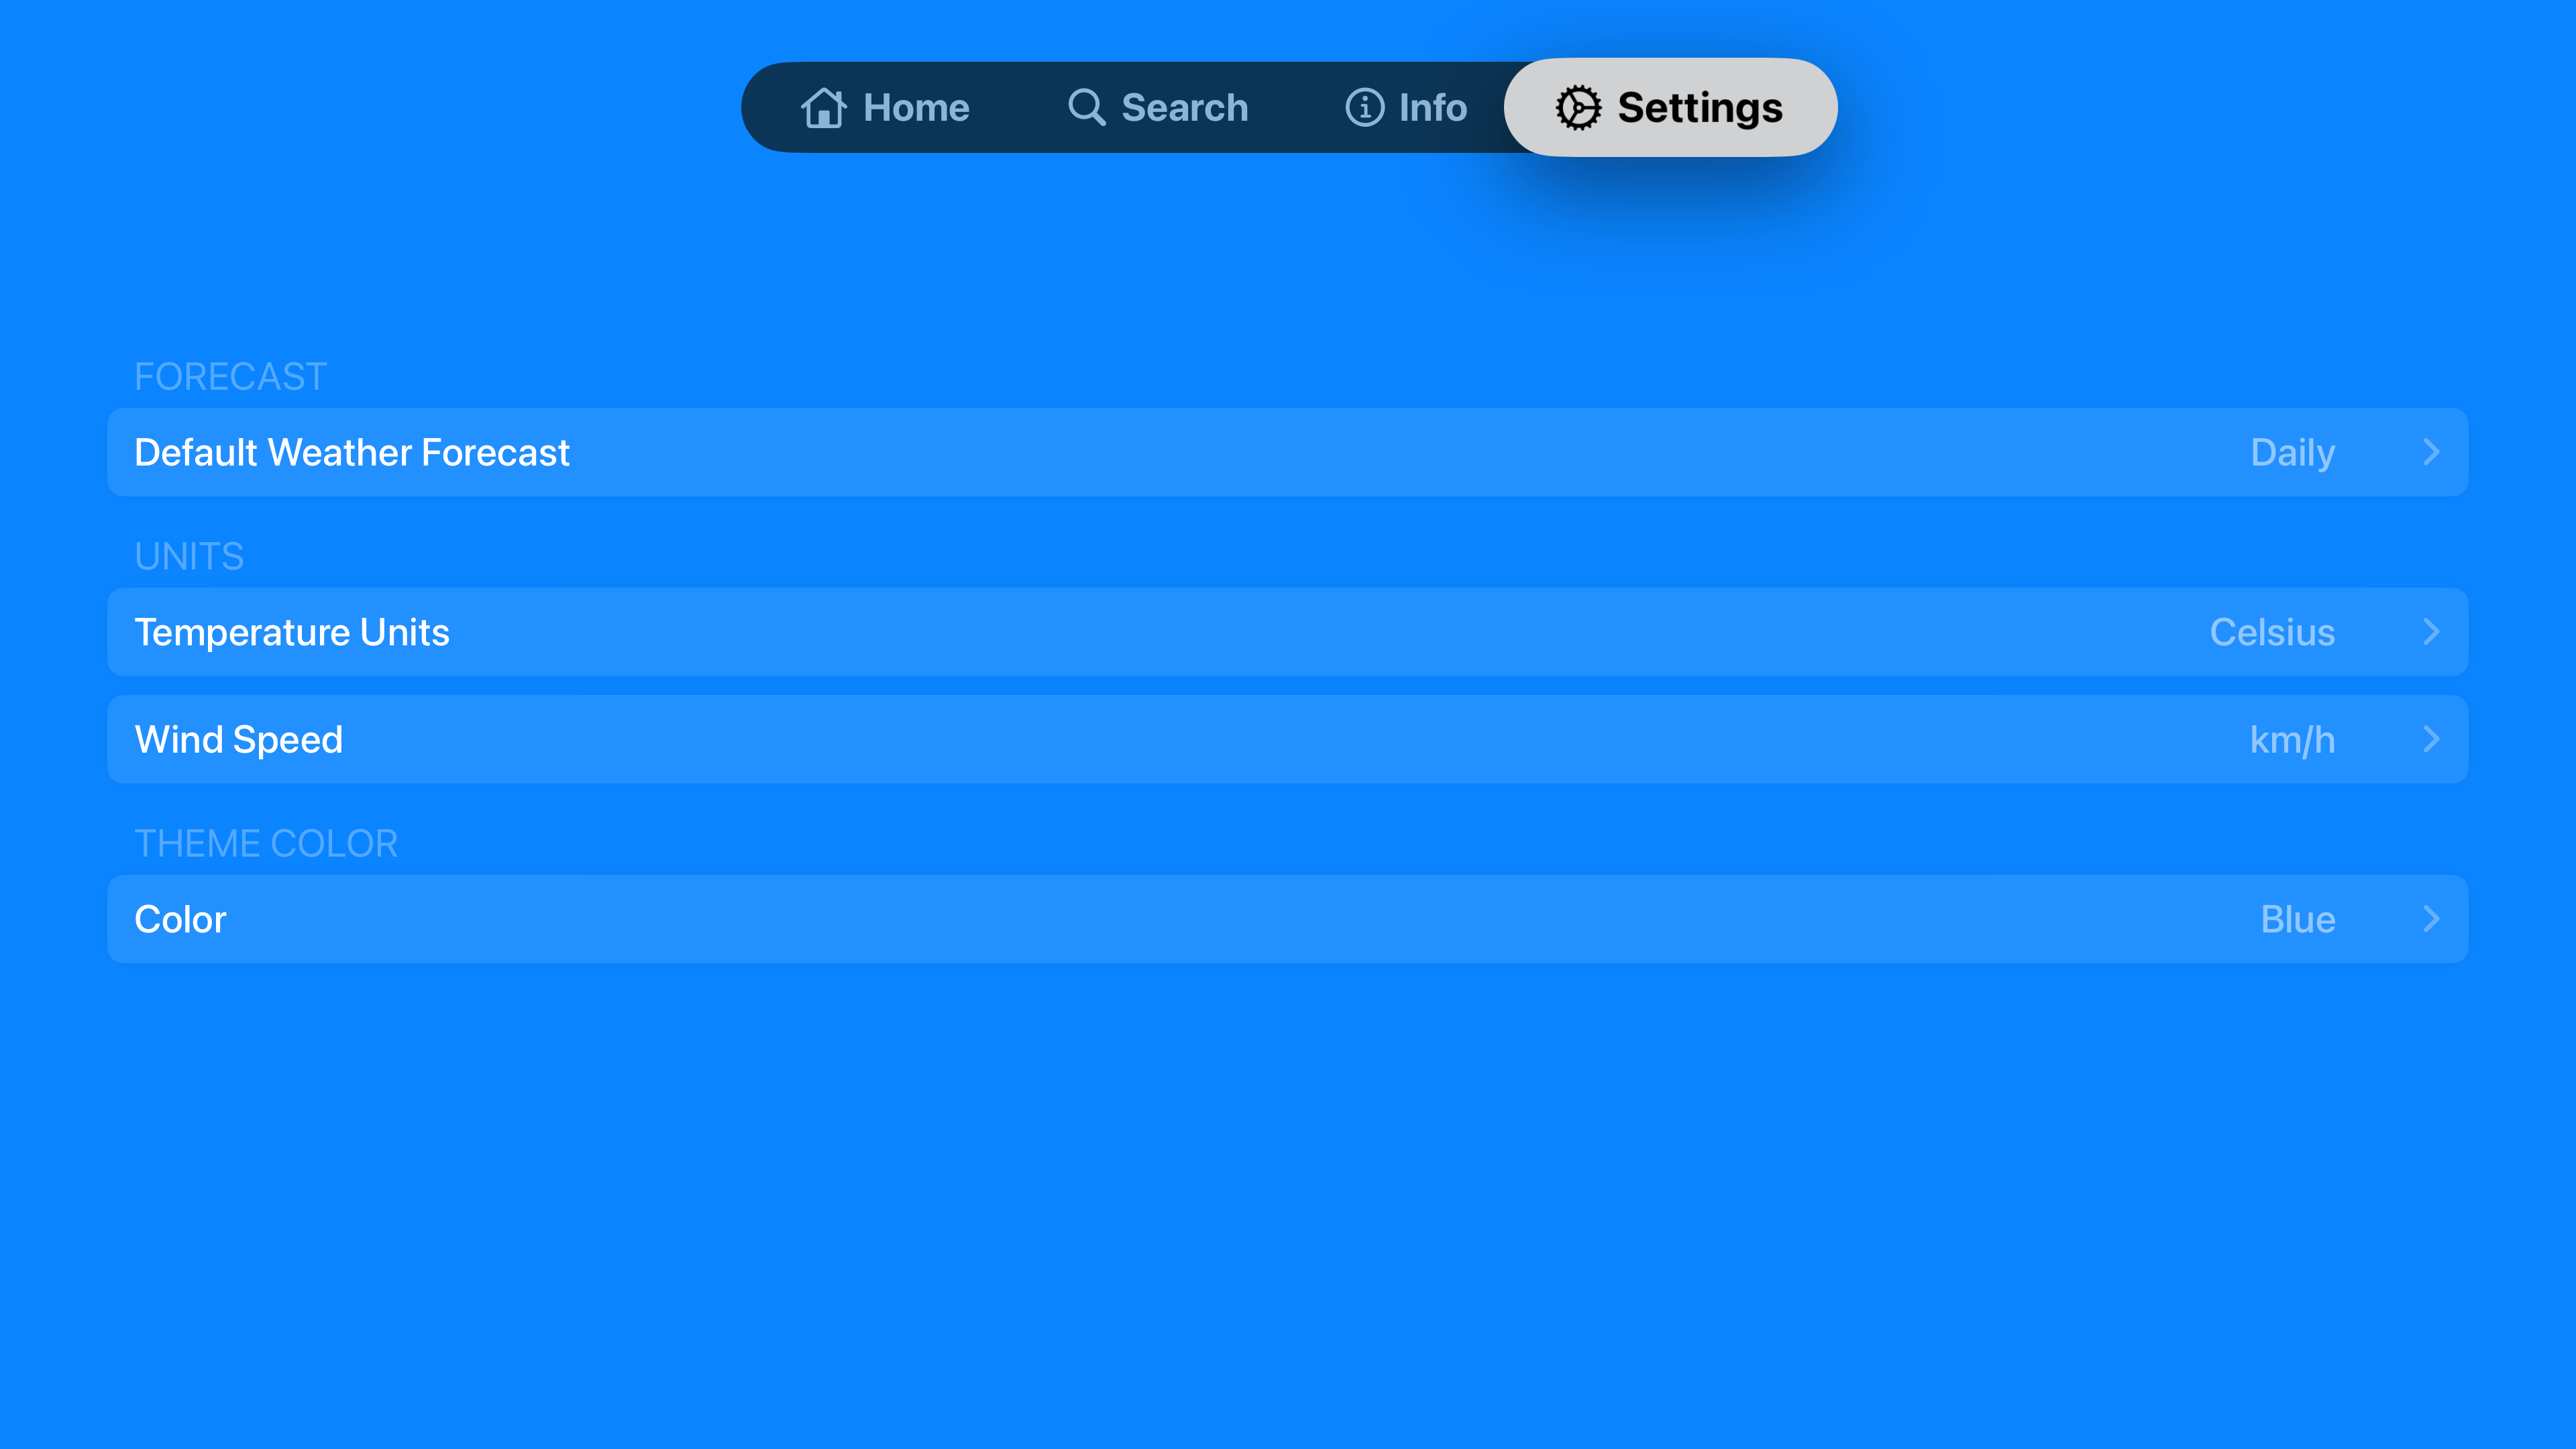 Home Search Info Settings
FORECAST
Default Weather Forecast Daily
UNITS
Temperature Units Celsius
Wind Speed km/h
THEME COLOR
Color Blue